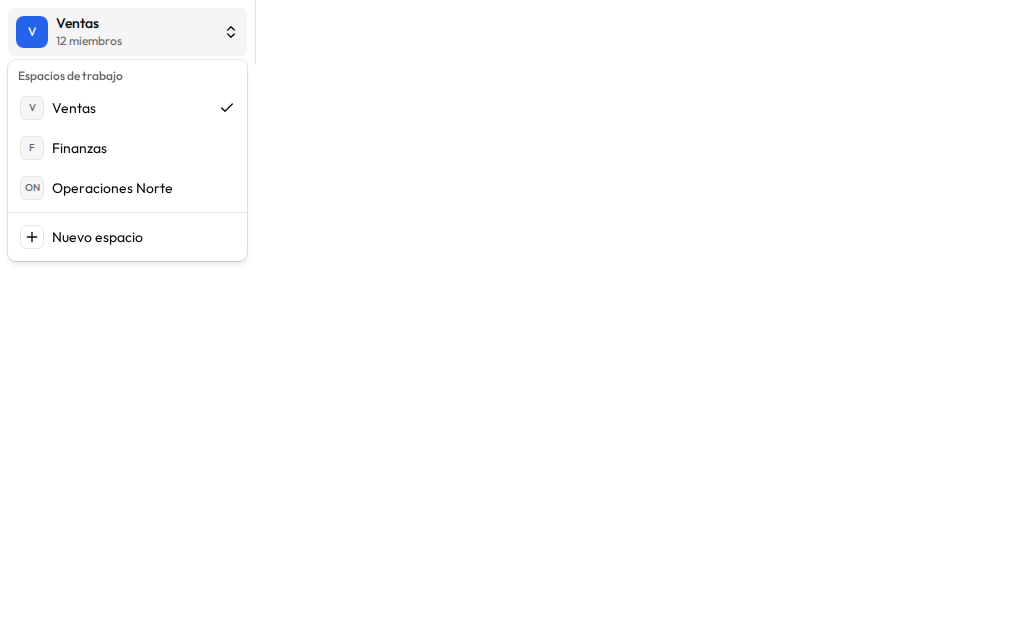 V
Ventas
12 miembros
Espacios de trabajo
V Ventas
F Finanzas
ON Operaciones Norte
Nuevo espacio